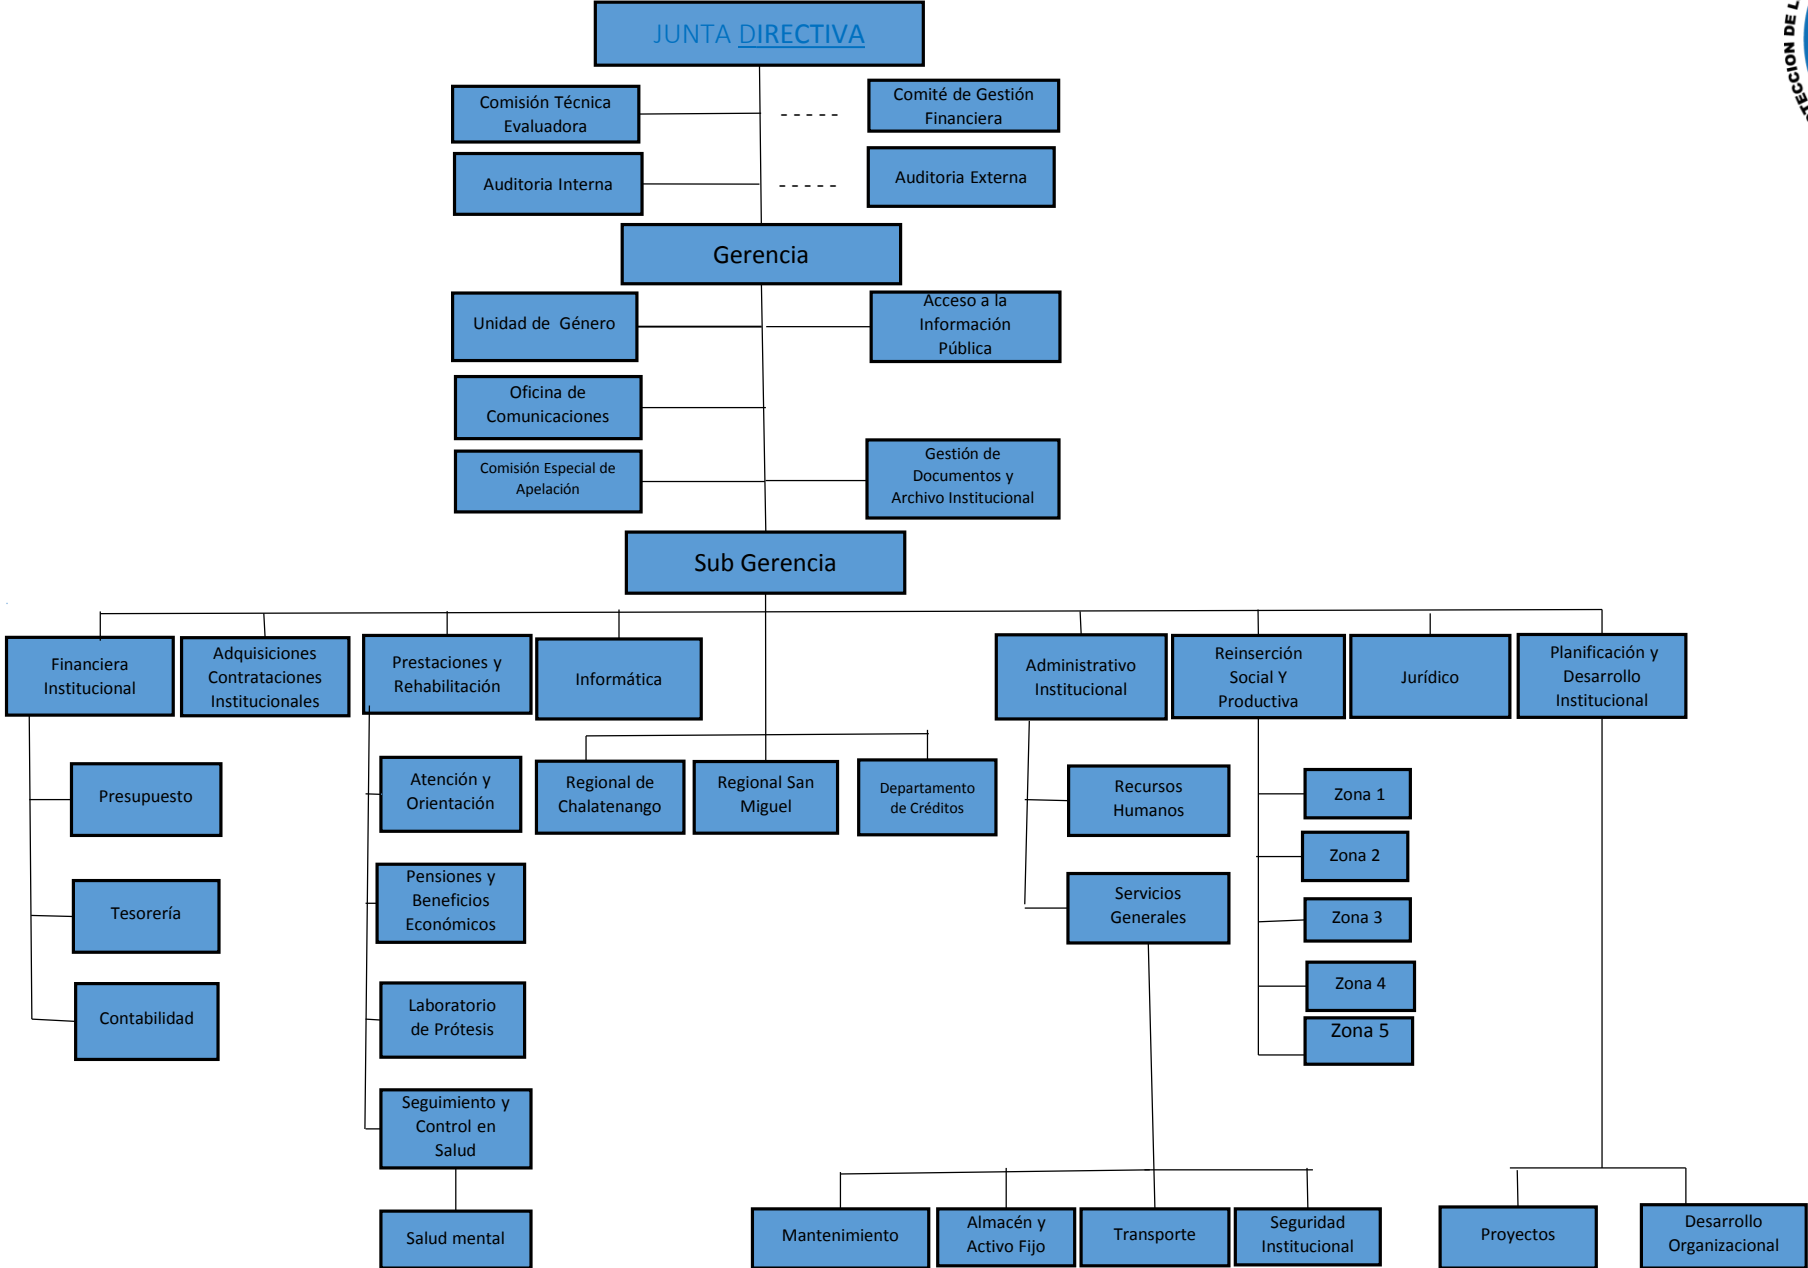 JUNTA DIRECTIVA
TECCION DE L
Comisión Técnica
Evaluadora
Comité de Gestión
Financiera
Auditoria Interna
Auditoria Externa
Gerencia
Unidad de Género
Acceso a la
Información
Pública
Oficina de
Comunicaciones
Comisión Especial de
Apelación
Gestión de
Documentos y
Archivo Institucional
Sub Gerencia
Financiera
Institucional
Adquisiciones
Contrataciones
Institucionales
Prestaciones y
Rehabilitación
Informática
Administrativo
Institucional
Reinserción
Social Y
Productiva
Jurídico
Planificación y
Desarrollo
Institucional
Presupuesto
Atención y
Orientación
Regional de
Chalatenango
Regional San
Miguel
Departamento
de Créditos
Recursos
Humanos
Zona 1
Zona 2
Pensiones y
Beneficios
Económicos
Tesorería
Servicios
Generales
Zona 3
Zona 4
Contabilidad
Laboratorio
de Prótesis
Zona 5
Seguimiento y
Control en
Salud
Salud mental
Mantenimiento
Almacén y
Activo Fijo
Transporte
Seguridad
Institucional
Proyectos
Desarrollo
Organizacional